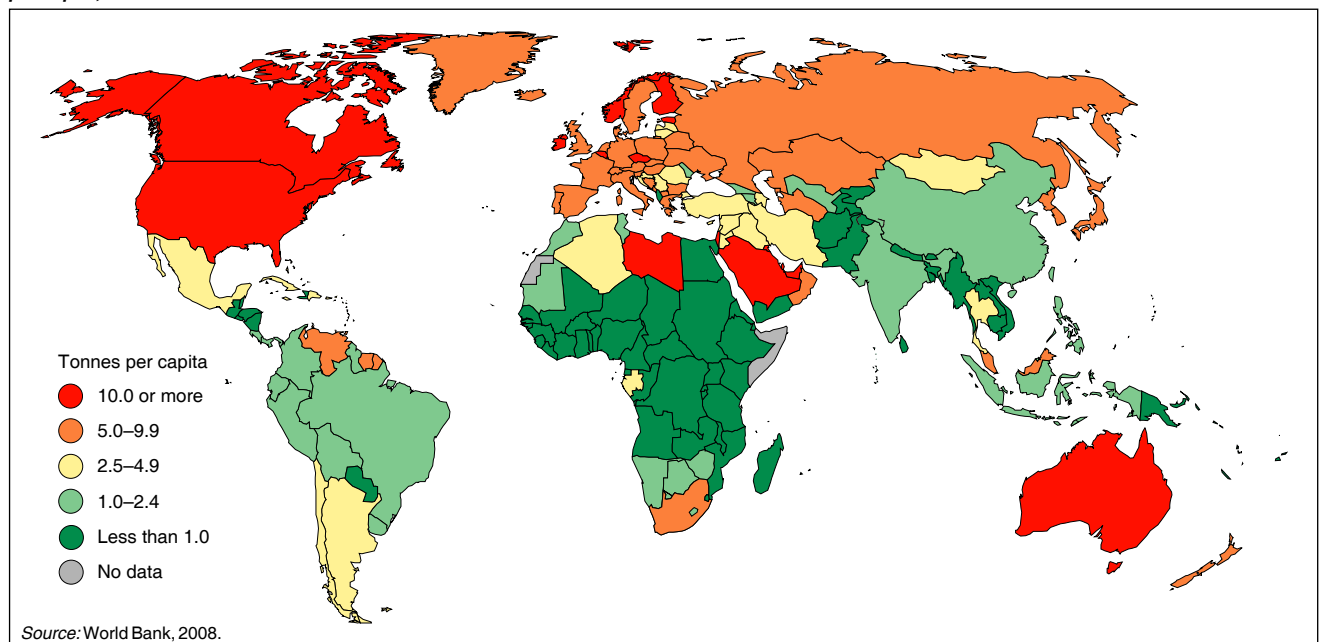 Tonnes per capita
10.0 or more
5.0–9.9
2.5–4.9
1.0–2.4
Less than 1.0
No data
Source: World Bank, 2008.